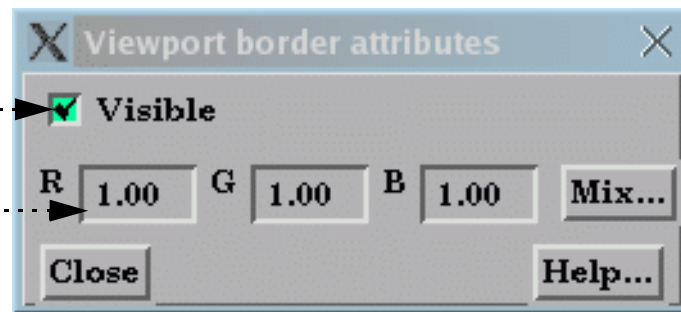 Viewport border attributes
Visible
R 1.00 G 1.00 B 1.00 Mix...
Close Help...